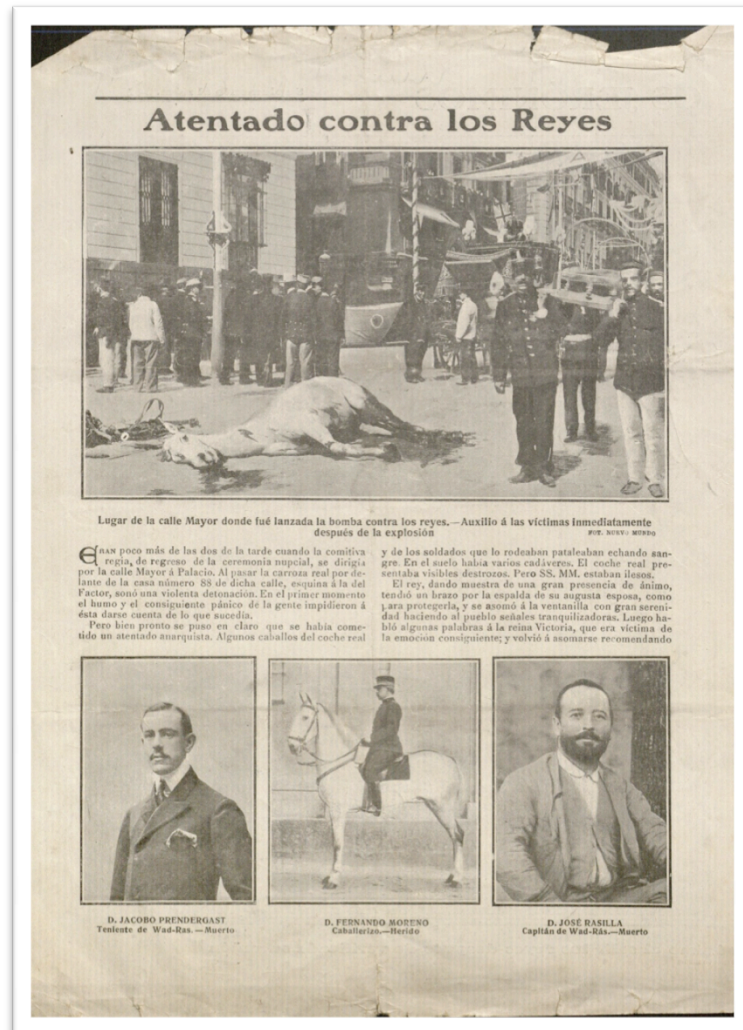 Atentado contra los Reyes
Lugar de la calle Mayor donde fué lanzada la bomba contra los reyes.—Auxilio á las víctimas inmediatamente
después de la explosión
FOT. NUEVO MUNDO
ERAN poco más de las dos de la tarde cuando la comitiva
regia, de regreso de la ceremonia nupcial, se dirigía
por la calle Mayor á Palacio. Al pasar la carroza real por de-
lante de la casa número 88 de dicha calle, esquina á la del
Factor, sonó una violenta detonación. En el primer momento
el humo y el consiguiente pánico de la gente impidieron á
ésta darse cuenta de lo que sucedía.
Pero bien pronto se puso en claro que se había come-
tido un atentado anarquista. Algunos caballos del coche real
y de los soldados que lo rodeaban pataleaban echando san-
gre. En el suelo había varios cadáveres. El coche real pre-
sentaba visibles destrozos. Pero SS. MM. estaban ilesos.
El rey, dando muestra de una gran presencia de ánimo,
tendió un brazo por la espalda de su augusta esposa, como
para protegerla, y se asomó á la ventanilla con gran sereni-
dad haciendo al pueblo señales tranquilizadoras. Luego ha-
bló algunas palabras á la reina Victoria, que era víctima de
la emoción consiguiente; y volvió á asomarse recomendando
D. JACOBO PRENDERGAST
Teniente de Wad-Ras.—Muerto
D. FERNANDO MORENO
Caballerizo.—Herido
D. JOSÉ RASILLA
Capitán de Wad-Rás.—Muerto